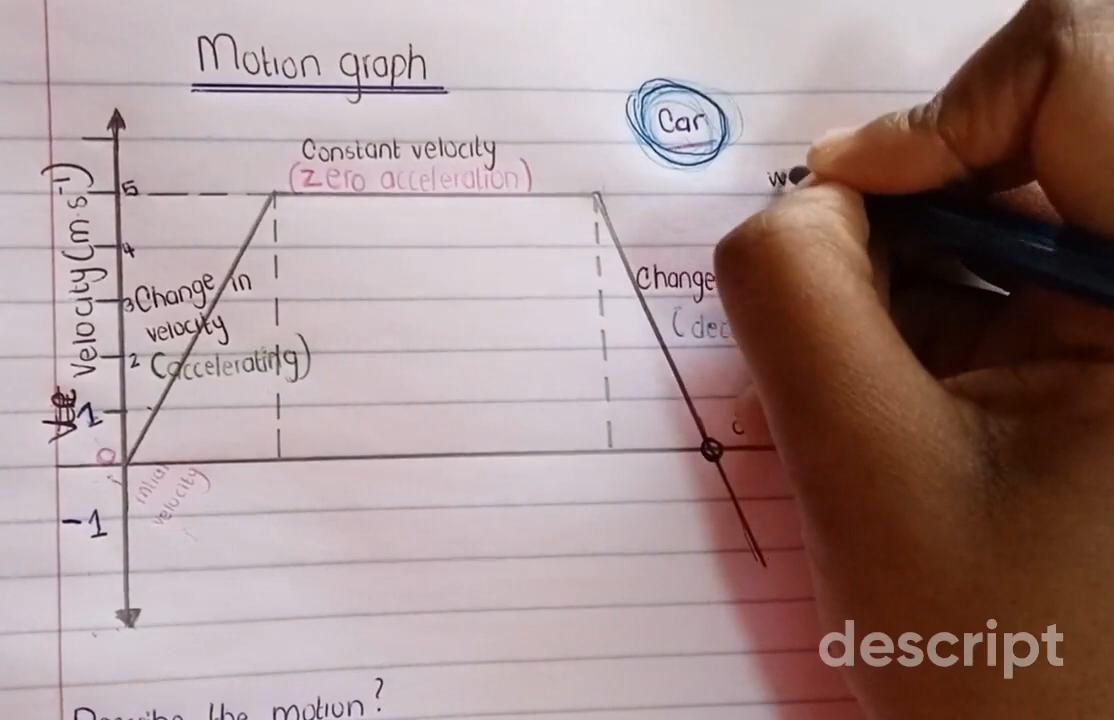 Motion graph
Car
Constant velocity
(zero acceleration)
Velocity (m.s⁻¹)
5
4
3
2
1
0
-1
Change in
velocity
(accelerating)
Change
(dec
Initial
velocity
Describe the motion?
descript